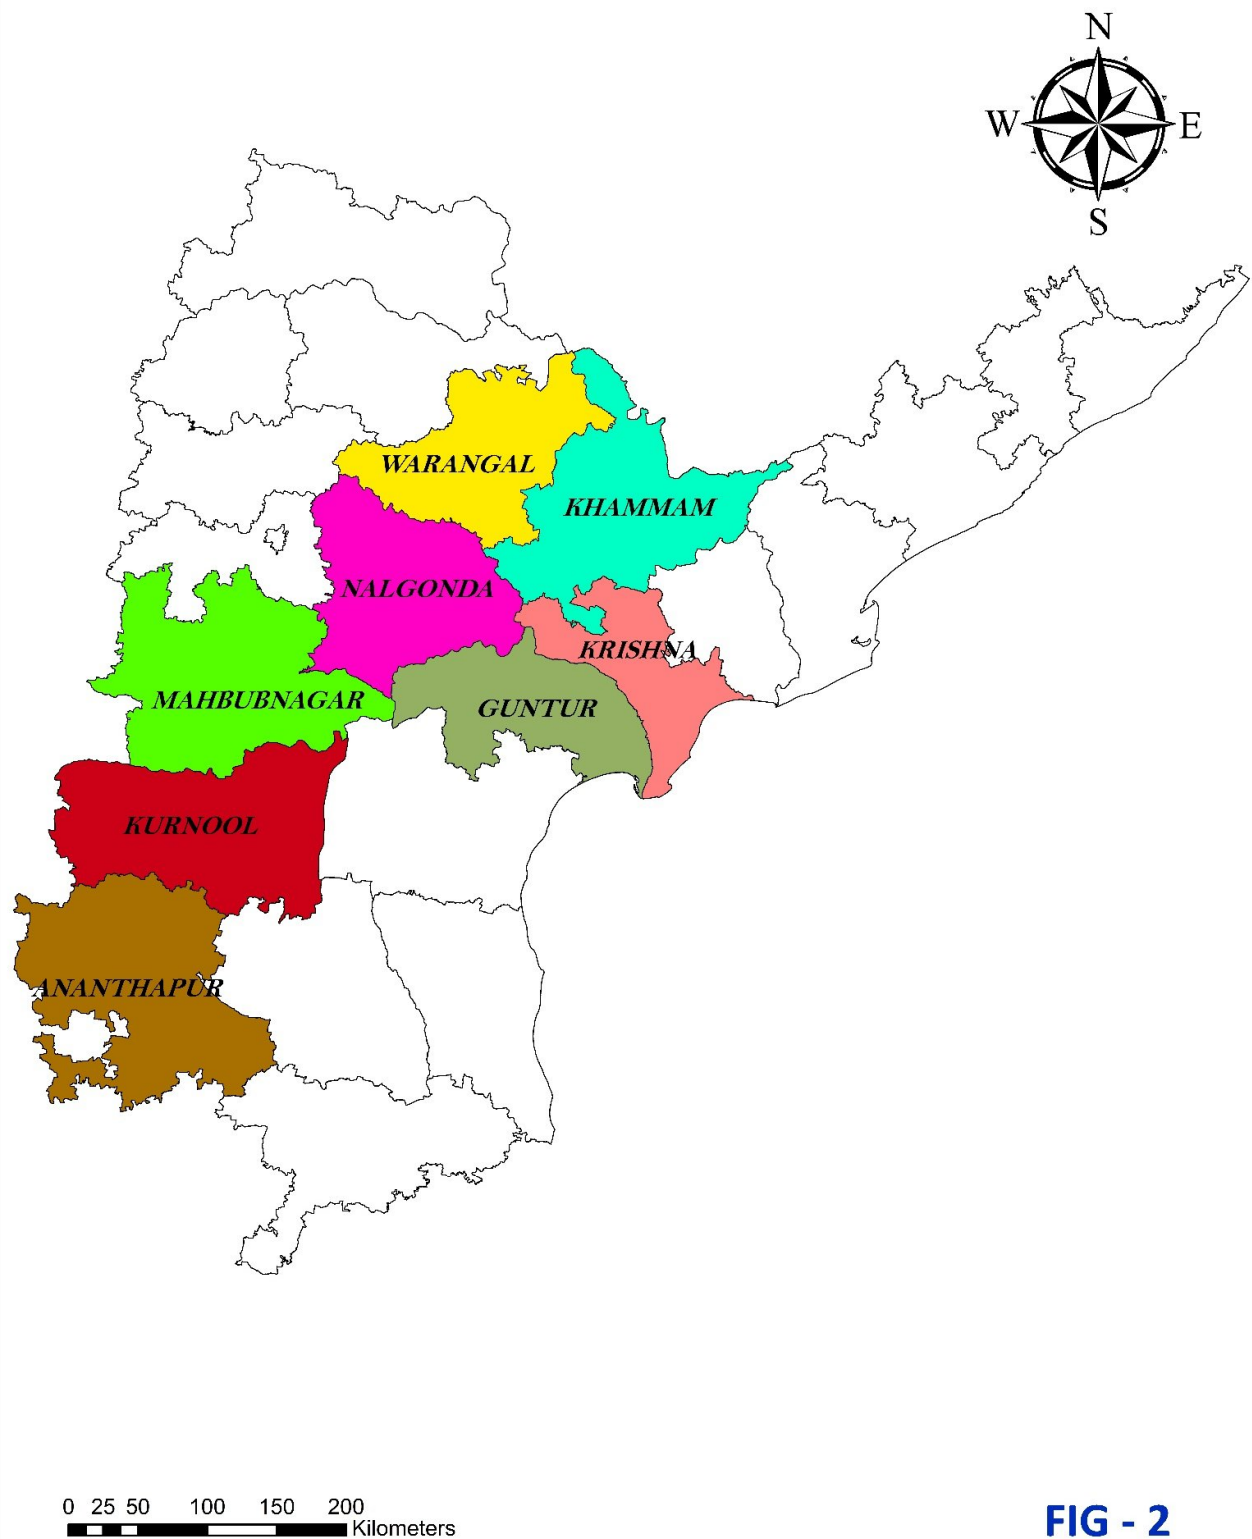 N
W E
S
WARANGAL
KHAMMAM
NALGONDA
KRISHNA
MAHBUBNAGAR
GUNTUR
KURNOOL
ANANTHAPUR
0 25 50 100 150 200
Kilometers
FIG - 2